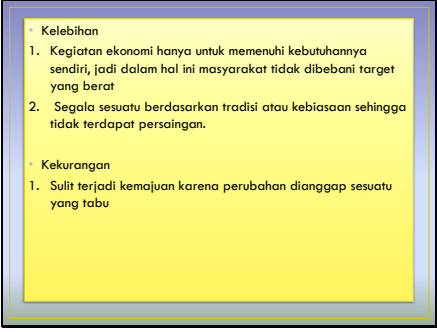 • Kelebihan
1. Kegiatan ekonomi hanya untuk memenuhi kebutuhannya
sendiri, jadi dalam hal ini masyarakat tidak dibebani target
yang berat
2. Segala sesuatu berdasarkan tradisi atau kebiasaan sehingga
tidak terdapat persaingan.
• Kekurangan
1. Sulit terjadi kemajuan karena perubahan dianggap sesuatu
yang tabu